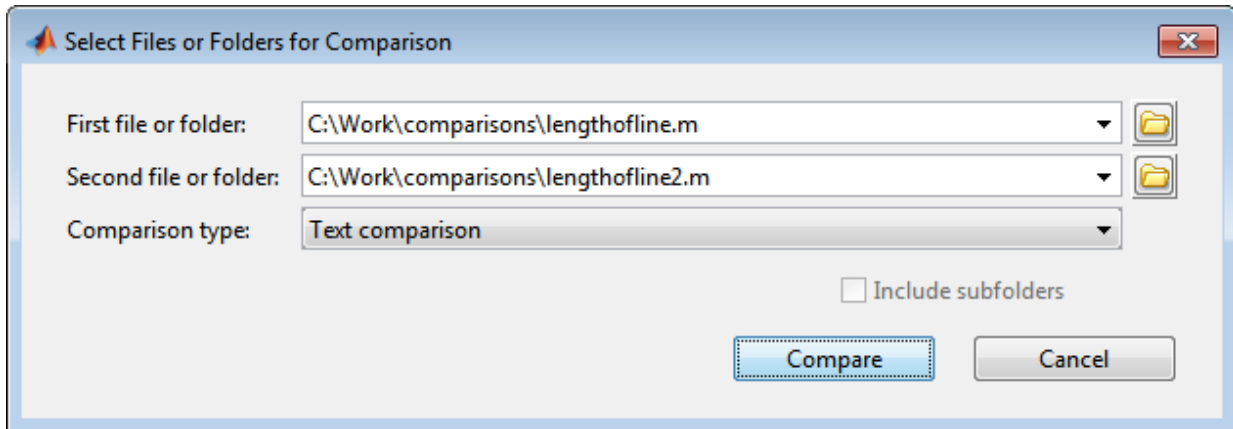 Select Files or Folders for Comparison
First file or folder: C:\Work\comparisons\lengthofline.m
Second file or folder: C:\Work\comparisons\lengthofline2.m
Comparison type: Text comparison
Include subfolders
Compare Cancel